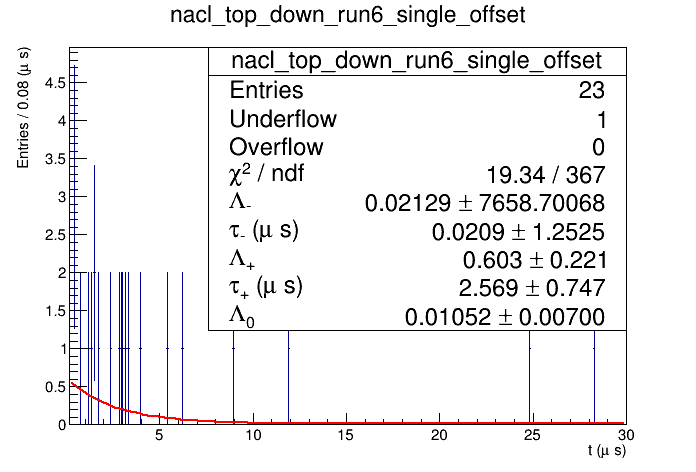 nacl_top_down_run6_single_offset
Entries / 0.08 (μ s)
nacl_top_down_run6_single_offset
Entries 23
Underflow 1
Overflow 0
χ² / ndf 19.34 / 367
Λ₋ 0.02129 ± 7658.70068
τ₋ (μ s) 0.0209 ± 1.2525
Λ₊ 0.603 ± 0.221
τ₊ (μ s) 2.569 ± 0.747
Λ₀ 0.01052 ± 0.00700
4.5
4
3.5
3
2.5
2
1.5
1
0.5
0
5 10 15 20 25 30
t (μ s)